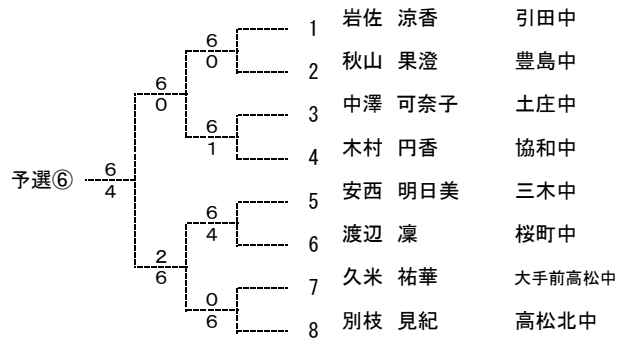 1 岩佐 涼香 引田中
6
0
2 秋山 果澄 豊島中
6
0
3 中澤 可奈子 土庄中
6
1
4 木村 円香 協和中
予選⑥
6
4
5 安西 明日美 三木中
6
4
6 渡辺 凜 桜町中
2
6
7 久米 祐華 大手前高松中
0
6
8 別枝 見紀 高松北中